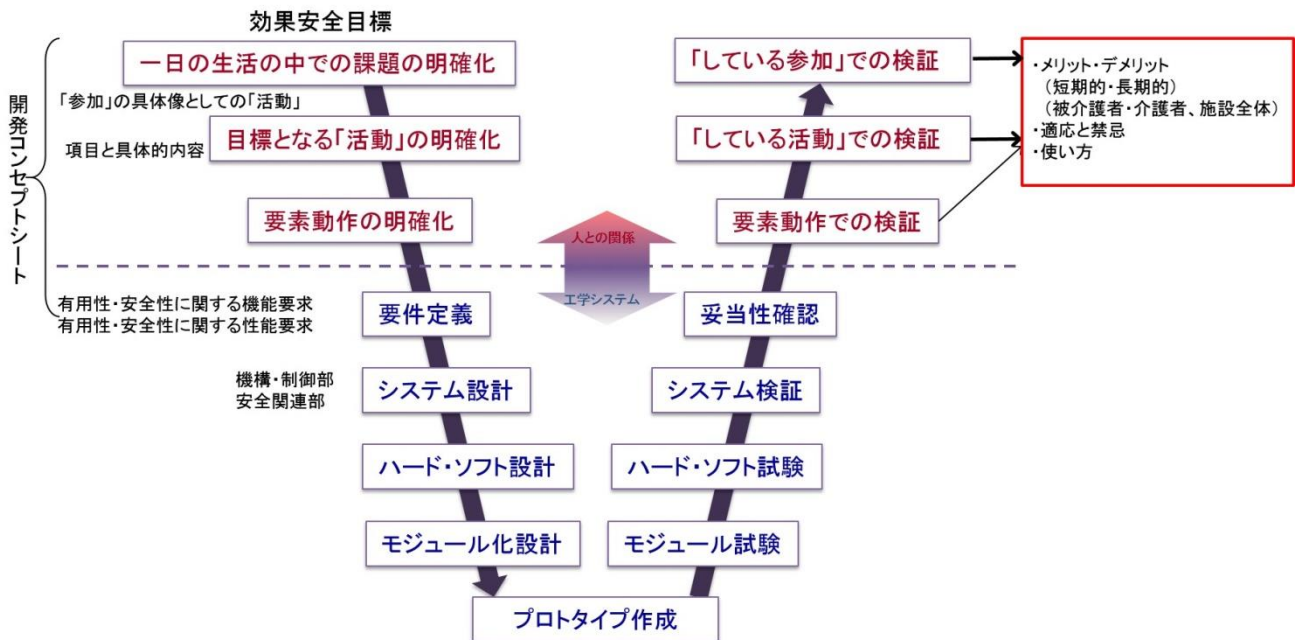 効果安全目標
一日の生活の中での課題の明確化
「参加」の具体像としての「活動」
目標となる「活動」の明確化
項目と具体的内容
要素動作の明確化
開発コンセプトシート
有用性・安全性に関する機能要求
有用性・安全性に関する性能要求
要件定義
機構・制御部
安全関連部
システム設計
ハード・ソフト設計
モジュール化設計
プロトタイプ作成
モジュール試験
ハード・ソフト試験
システム検証
妥当性確認
人との関係
工学システム
要素動作での検証
「している活動」での検証
「している参加」での検証
・メリット・デメリット
(短期的・長期的)
(被介護者・介護者、施設全体)
・適応と禁忌
・使い方